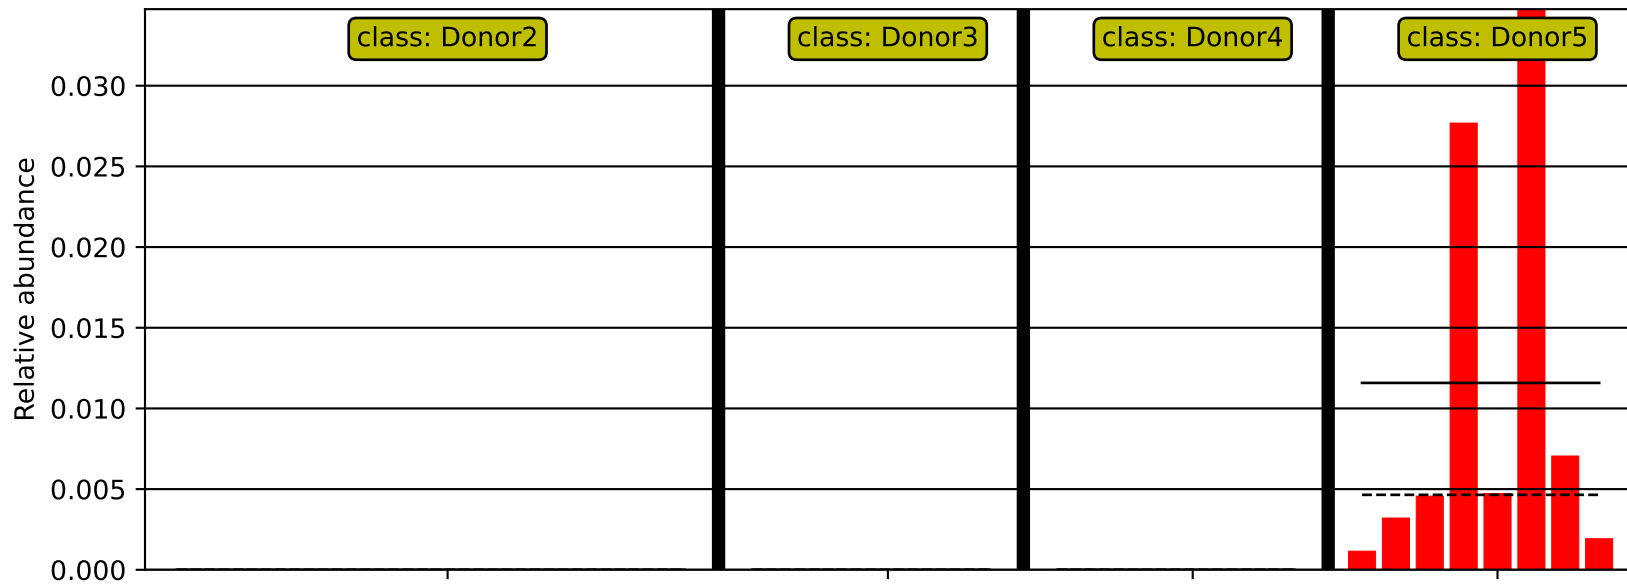 class: Donor2
class: Donor3
class: Donor4
class: Donor5
Relative abundance
0.030
0.025
0.020
0.015
0.010
0.005
0.000